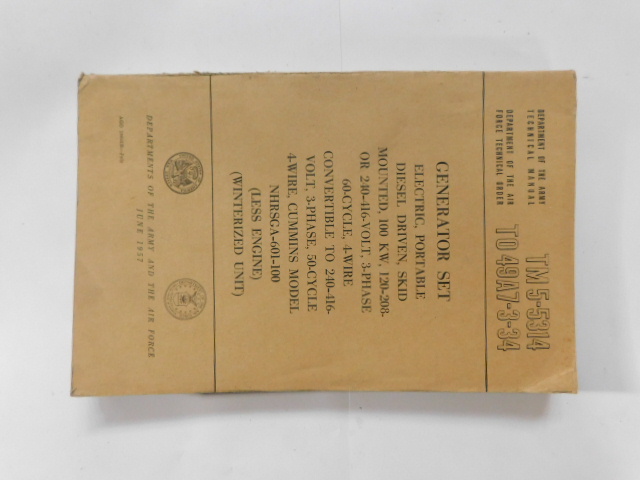 DEPARTMENT OF THE ARMY
TECHNICAL MANUAL
TM 5-5314
DEPARTMENT OF THE AIR
FORCE TECHNICAL ORDER
TO 49A7-3-34
GENERATOR SET
ELECTRIC, PORTABLE
DIESEL DRIVEN, SKID
MOUNTED, 100 KW, 120-208-
OR 240-416-VOLT, 3-PHASE
60-CYCLE, 4-WIRE
CONVERTIBLE TO 240-416-
VOLT, 3-PHASE, 50-CYCLE
4-WIRE, CUMMINS MODEL
NHRSGA-601-100
(LESS ENGINE)
(WINTERIZED UNIT)
DEPARTMENTS OF THE ARMY AND THE AIR FORCE
JUNE 1957